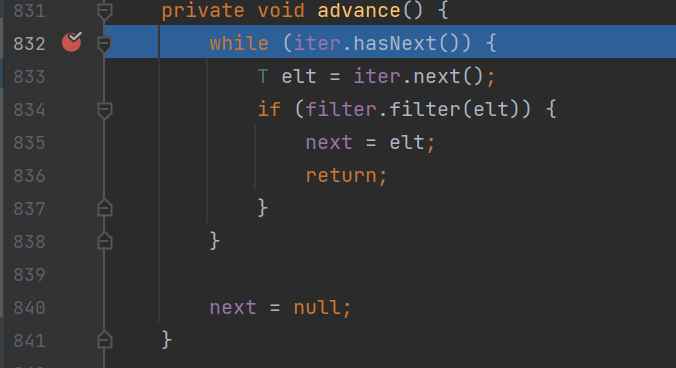 831 private void advance() {
832 while (iter.hasNext()) {
833 T elt = iter.next();
834 if (filter.filter(elt)) {
835 next = elt;
836 return;
837 }
838 }
839
840 next = null;
841 }